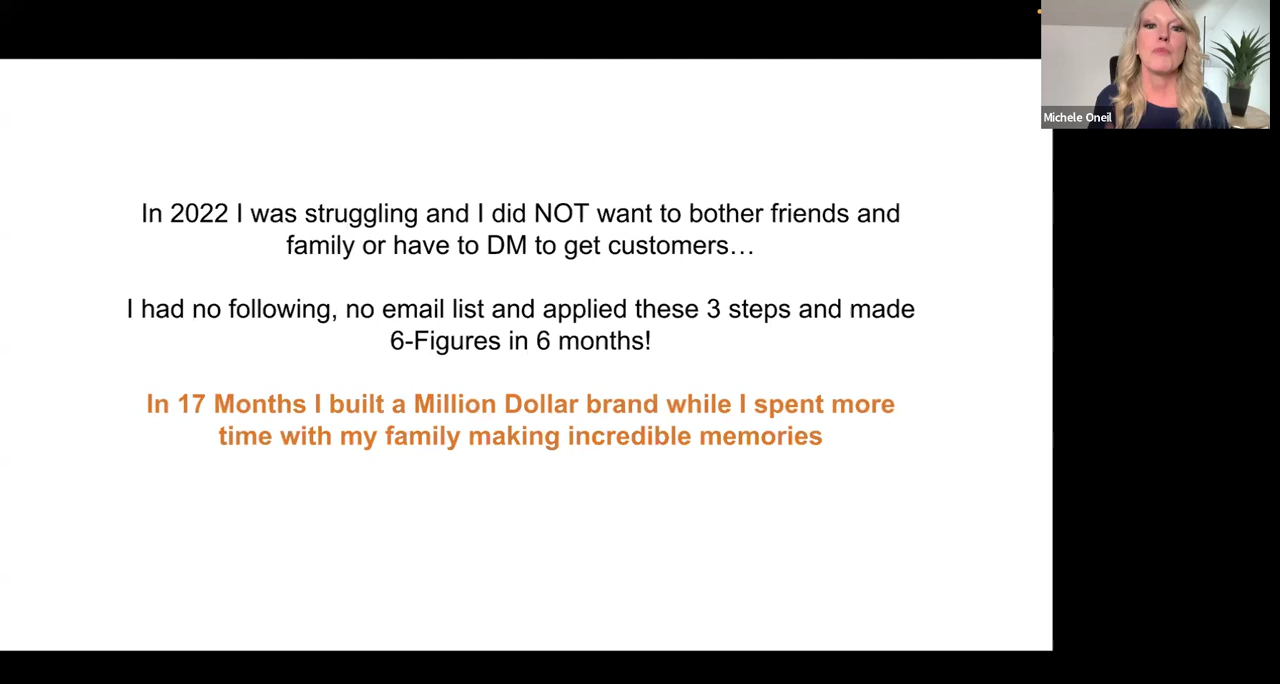 Michele Oneil
In 2022 I was struggling and I did NOT want to bother friends and
family or have to DM to get customers…
I had no following, no email list and applied these 3 steps and made
6-Figures in 6 months!
In 17 Months I built a Million Dollar brand while I spent more
time with my family making incredible memories